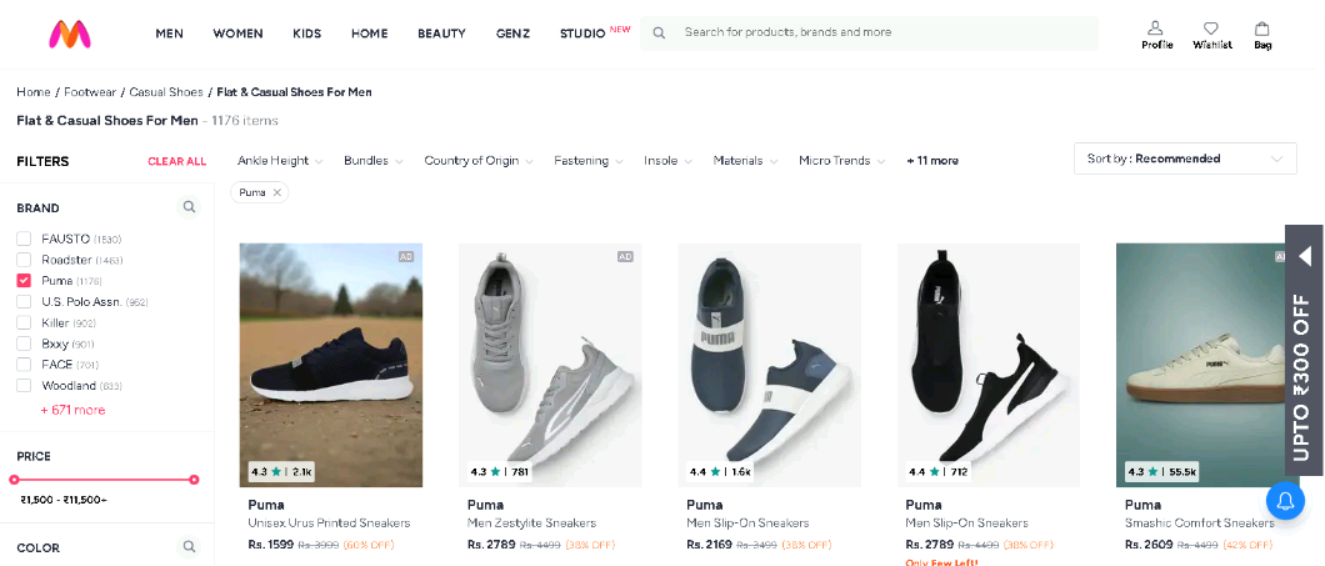 MEN WOMEN KIDS HOME BEAUTY GENZ STUDIO NEW Search for products, brands and more Profile Wishlist Bag
Home / Footwear / Casual Shoes / Flat & Casual Shoes For Men
Flat & Casual Shoes For Men - 1176 items
FILTERS CLEAR ALL Ankle Height Bundles Country of Origin Fastening Insole Materials Micro Trends + 11 more Sort by : Recommended
Puma
BRAND
FAUSTO (1530)
Roadster (1463)
Puma (1176)
U.S. Polo Assn. (952)
Killer (902)
Bxxy (901)
FACE (701)
Woodland (633)
+ 671 more
PRICE
₹1,500 - ₹11,500+
COLOR
AD
4.3 ★ | 2.1k
Puma
Unisex Urus Printed Sneakers
Rs. 1599 Rs. 3999 (60% OFF)
AD
4.3 ★ | 781
Puma
Men Zestylite Sneakers
Rs. 2789 Rs. 4499 (38% OFF)
PUMA
4.4 ★ | 1.6k
Puma
Men Slip-On Sneakers
Rs. 2169 Rs. 3499 (38% OFF)
PUMA
4.4 ★ | 712
Puma
Men Slip-On Sneakers
Rs. 2789 Rs. 4499 (38% OFF)
Only Few Left!
4.3 ★ | 55.5k
Puma
Smashic Comfort Sneakers
Rs. 2609 Rs. 4499 (42% OFF)
UPTO ₹300 OFF